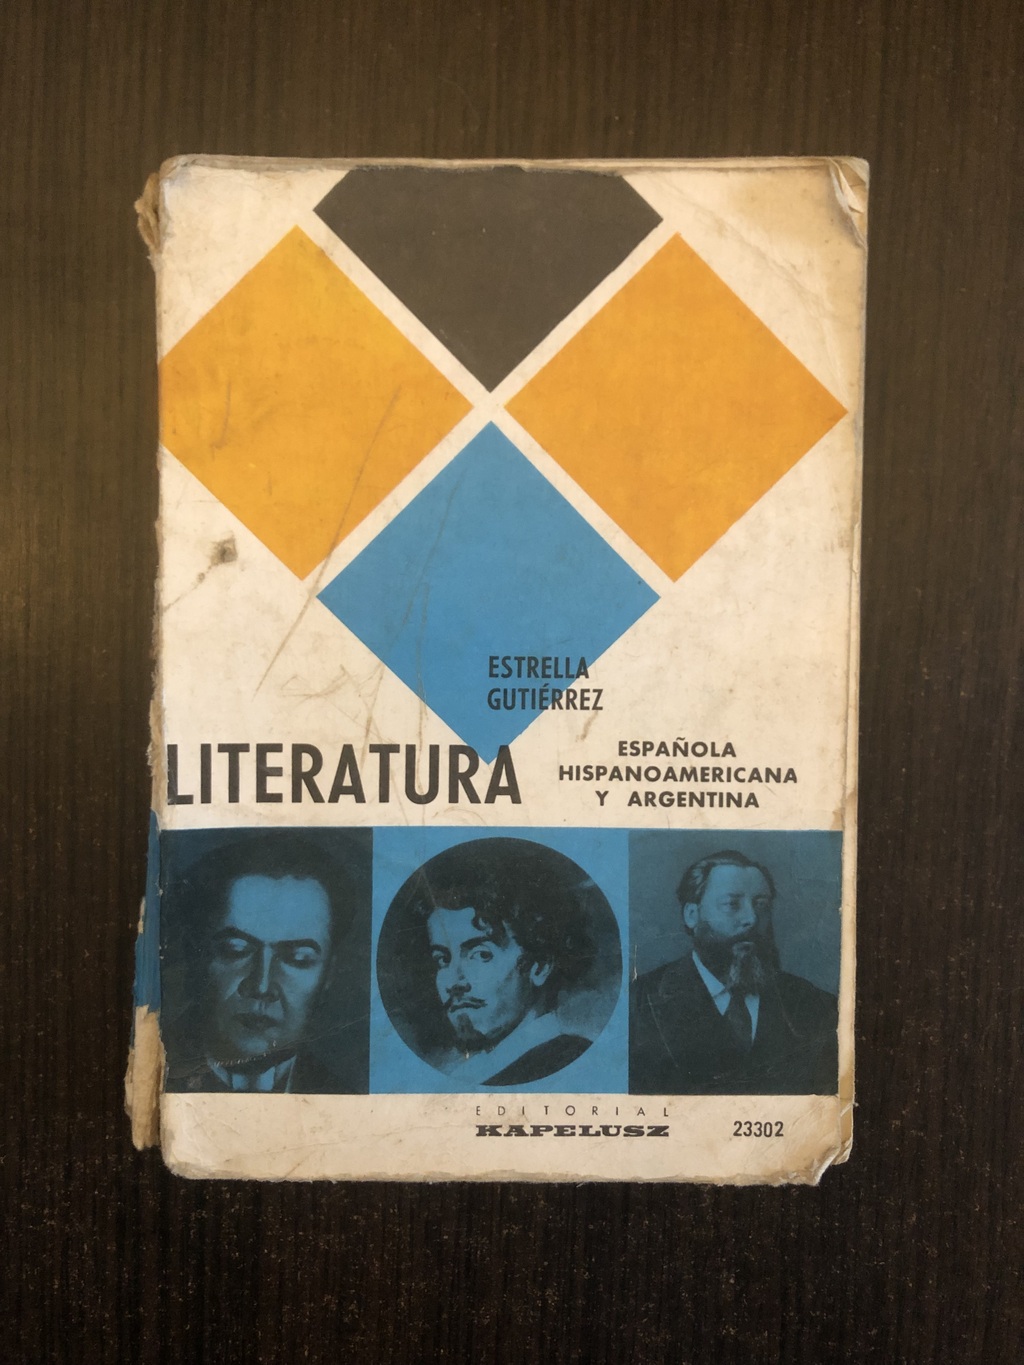 ESTRELLA
GUTIÉRREZ
LITERATURA
ESPAÑOLA
HISPANOAMERICANA
Y ARGENTINA
EDITORIAL
KAPELUSZ
23302